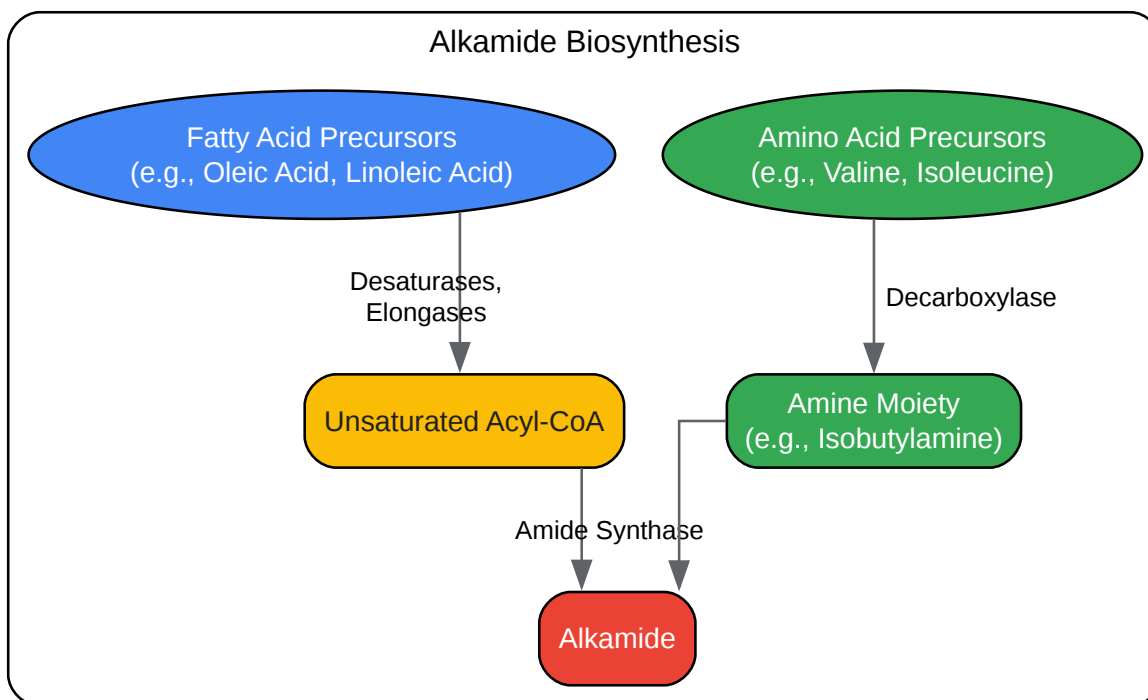 Alkamide Biosynthesis
Fatty Acid Precursors
(e.g., Oleic Acid, Linoleic Acid)
Amino Acid Precursors
(e.g., Valine, Isoleucine)
Desaturases,
Elongases
Decarboxylase
Unsaturated Acyl-CoA
Amine Moiety
(e.g., Isobutylamine)
Amide Synthase
Alkamide